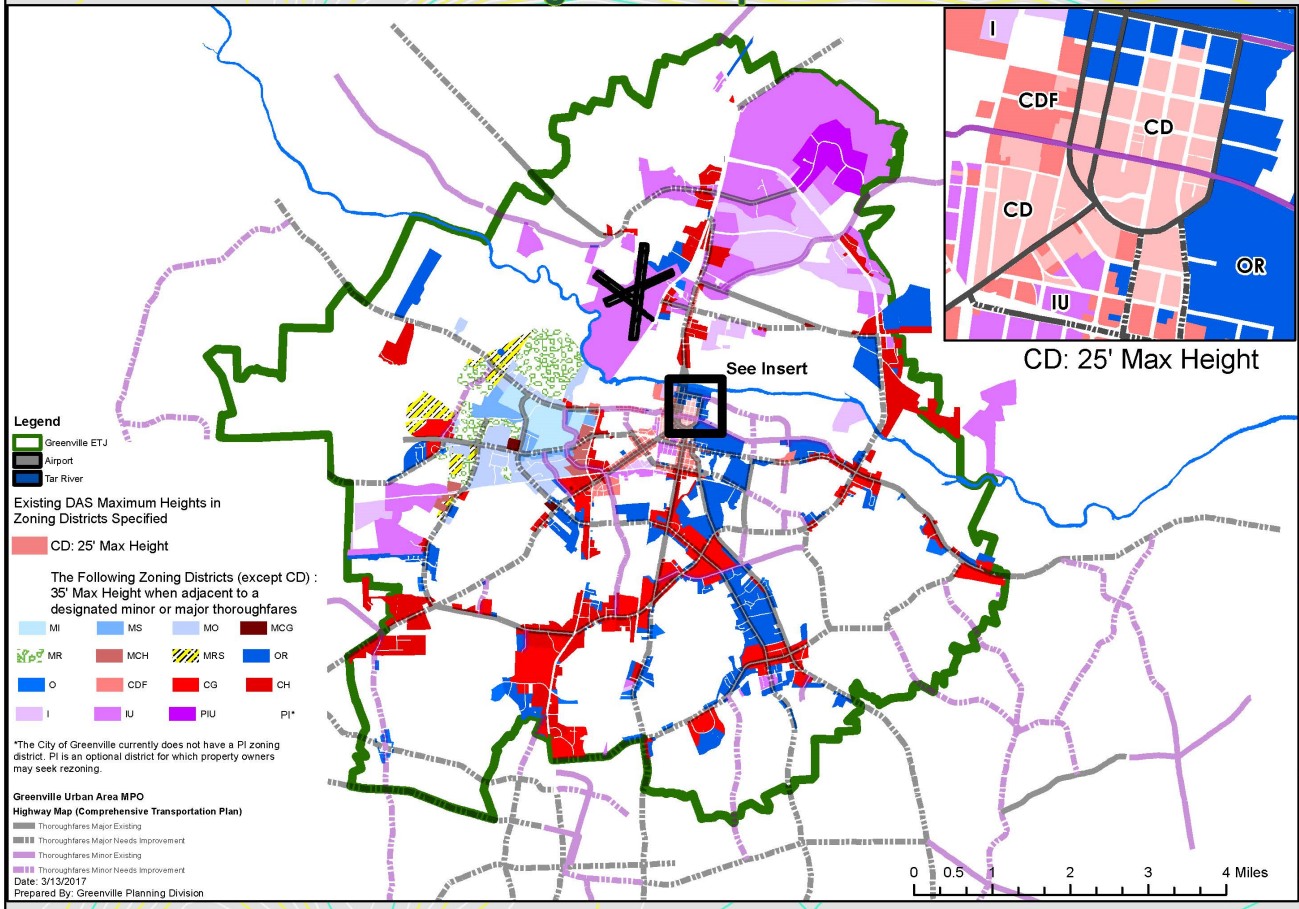 I
CDF
CD
CD
OR
IU
CD: 25' Max Height
See Insert
Legend
Greenville ETJ
Airport
Tar River
Existing DAS Maximum Heights in
Zoning Districts Specified
CD: 25' Max Height
The Following Zoning Districts (except CD) :
35' Max Height when adjacent to a
designated minor or major thoroughfares
MI MS MO MCG
MR MCH MRS OR
O CDF CG CH
I IU PIU PI*
*The City of Greenville currently does not have a PI zoning
district. PI is an optional district for which property owners
may seek rezoning.
Greenville Urban Area MPO
Highway Map (Comprehensive Transportation Plan)
Thoroughfares Major Existing
Thoroughfares Major Needs Improvement
Thoroughfares Minor Existing
Thoroughfares Minor Needs Improvement
Date: 3/13/2017
Prepared By: Greenville Planning Division
0 0.5 1 2 3 4 Miles